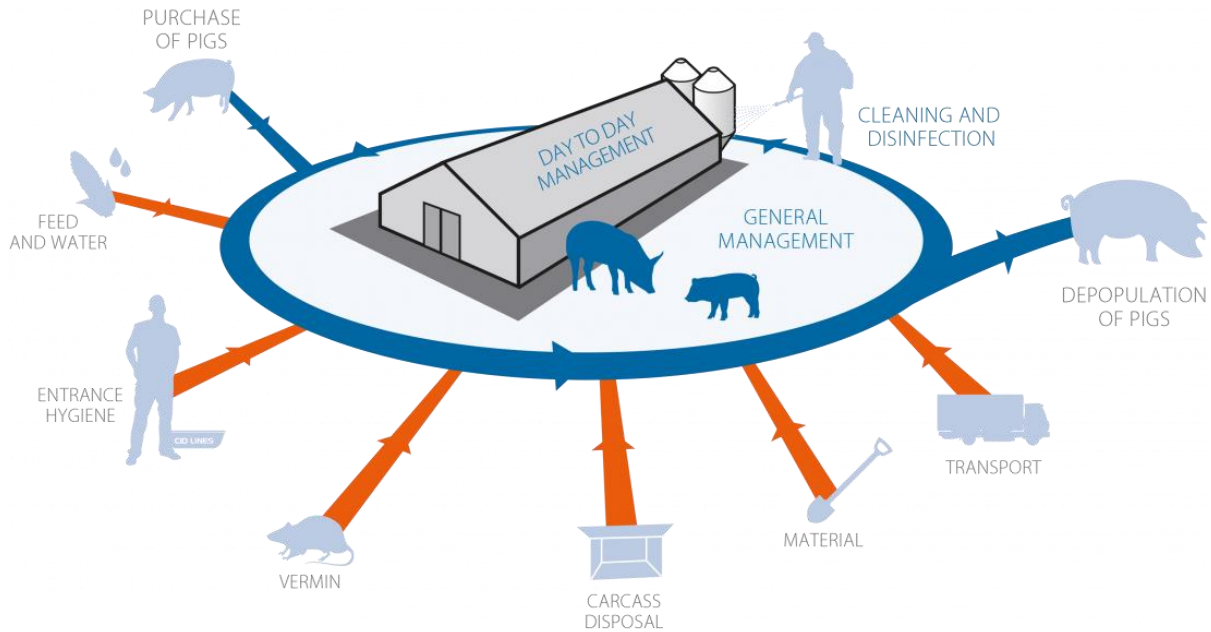 PURCHASE
OF PIGS
DAY TO DAY
MANAGEMENT
CLEANING AND
DISINFECTION
FEED
AND WATER
GENERAL
MANAGEMENT
DEPOPULATION
OF PIGS
ENTRANCE
HYGIENE
CID LINES
TRANSPORT
MATERIAL
VERMIN
CARCASS
DISPOSAL